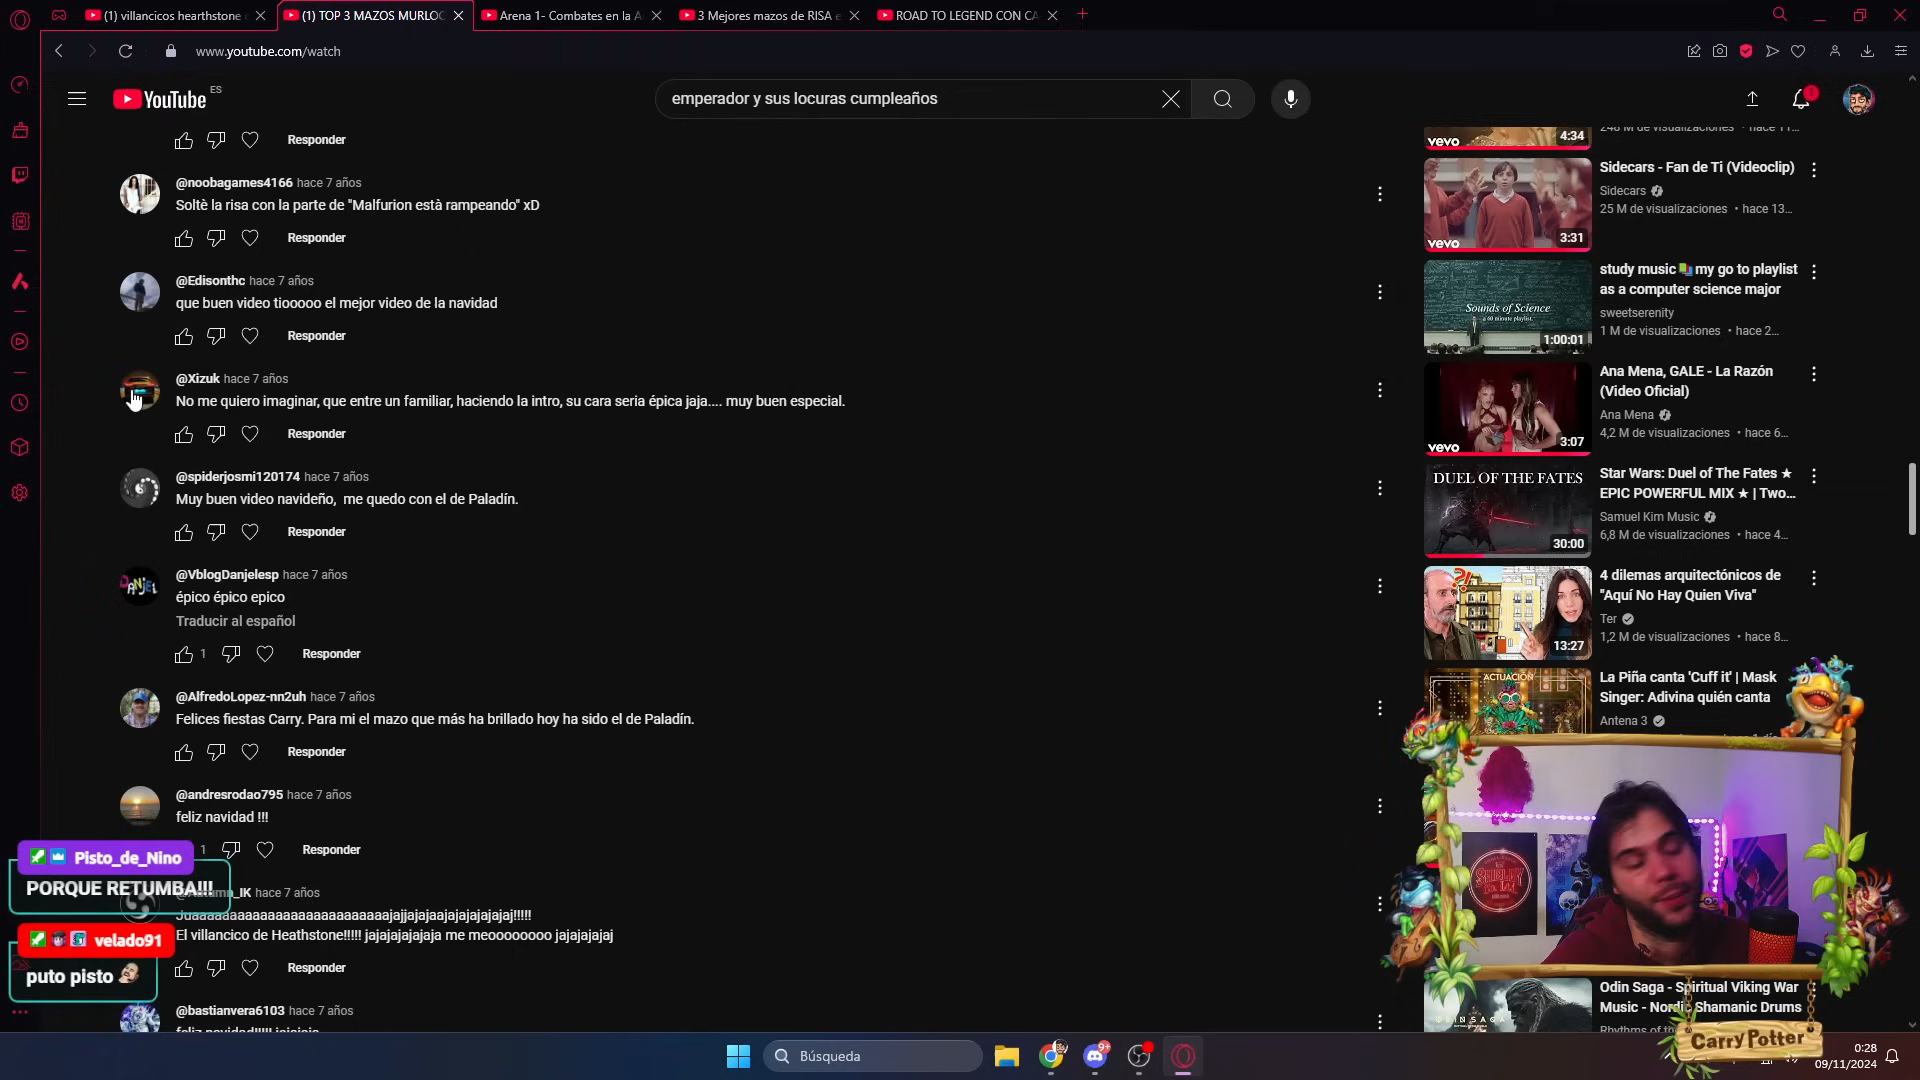 (1) villancicos hearthstone
(1) TOP 3 MAZOS MURLOC
Arena 1- Combates en la A
3 Mejores mazos de RISA
ROAD TO LEGEND CON CA
www.youtube.com/watch
YouTube
ES
emperador y sus locuras cumpleaños
1
Responder
@noobagames4166 hace 7 años
Soltè la risa con la parte de "Malfurion està rampeando" xD
Responder
@Edisonthc hace 7 años
que buen video tiooooo el mejor video de la navidad
Responder
@Xizuk hace 7 años
No me quiero imaginar, que entre un familiar, haciendo la intro, su cara seria épica jaja.... muy buen especial.
Responder
@spiderjosmi120174 hace 7 años
Muy buen video navideño, me quedo con el de Paladín.
Responder
@VblogDanjelesp hace 7 años
épico épico epico
Traducir al español
1
Responder
@AlfredoLopez-nn2uh hace 7 años
Felices fiestas Carry. Para mi el mazo que más ha brillado hoy ha sido el de Paladín.
Responder
@andresrodao795 hace 7 años
feliz navidad !!!
1
Responder
_IK hace 7 años
El villancico de Heathstone!!!!! jajajajajaja me meoooooooo jajajajajaj
Responder
@bastianvera6103 hace 7 años
Pisto_de_Nino
PORQUE RETUMBA!!!
velado91
puto pisto
vevo
4:34
Sidecars - Fan de Ti (Videoclip)
Sidecars
25 M de visualizaciones • hace 13...
vevo
3:31
study music my go to playlist
as a computer science major
sweetserenity
1 M de visualizaciones • hace 2...
Sounds of Science
1:00:01
Ana Mena, GALE - La Razón
(Video Oficial)
Ana Mena
4,2 M de visualizaciones • hace 6...
vevo
3:07
DUEL OF THE FATES
Star Wars: Duel of The Fates ★
EPIC POWERFUL MIX ★ | Two...
Samuel Kim Music
6,8 M de visualizaciones • hace 4...
30:00
4 dilemas arquitectónicos de
"Aquí No Hay Quien Viva"
Ter
1,2 M de visualizaciones • hace 8...
13:27
ACTUACIÓN
La Piña canta 'Cuff it' | Mask
Singer: Adivina quién canta
Antena 3
SHELBY
Odin Saga - Spiritual Viking War
Music - Nordic Shamanic Drums
CarryPotter
Búsqueda
9+
0:28
09/11/2024